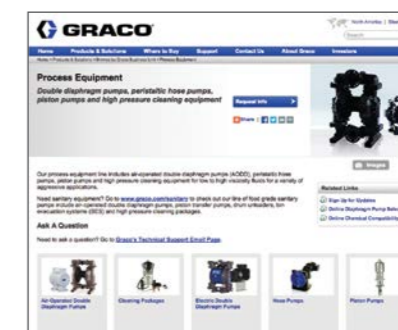 GRACO
North America
Search
Home Products & Solutions Where to Buy Support Contact Us About Graco Investors
Process Equipment
Double diaphragm pumps, peristaltic hose pumps,
piston pumps and high pressure cleaning equipment
Request Info
Share
Images
Our process equipment line includes air-operated double diaphragm pumps (AODD), peristaltic hose
pumps, piston pumps and high pressure cleaning equipment for low to high viscosity fluids for a variety of
aggressive applications.
Need sanitary equipment? Go to www.graco.com/sanitary to check out our line of food grade sanitary
pumps include air-operated double diaphragm pumps, piston transfer pumps, drum unloaders, bin
evacuation systems (BES) and high pressure cleaning packages.
Ask A Question
Need to ask a question? Go to Graco's Technical Support Email Page.
Related Links
Sign Up for Updates
Online Diaphragm Pump Sele
Online Chemical Compatibility
Air-Operated Double
Diaphragm Pumps
Cleaning Packages
Electric Double
Diaphragm Pumps
Hose Pumps
Piston Pumps